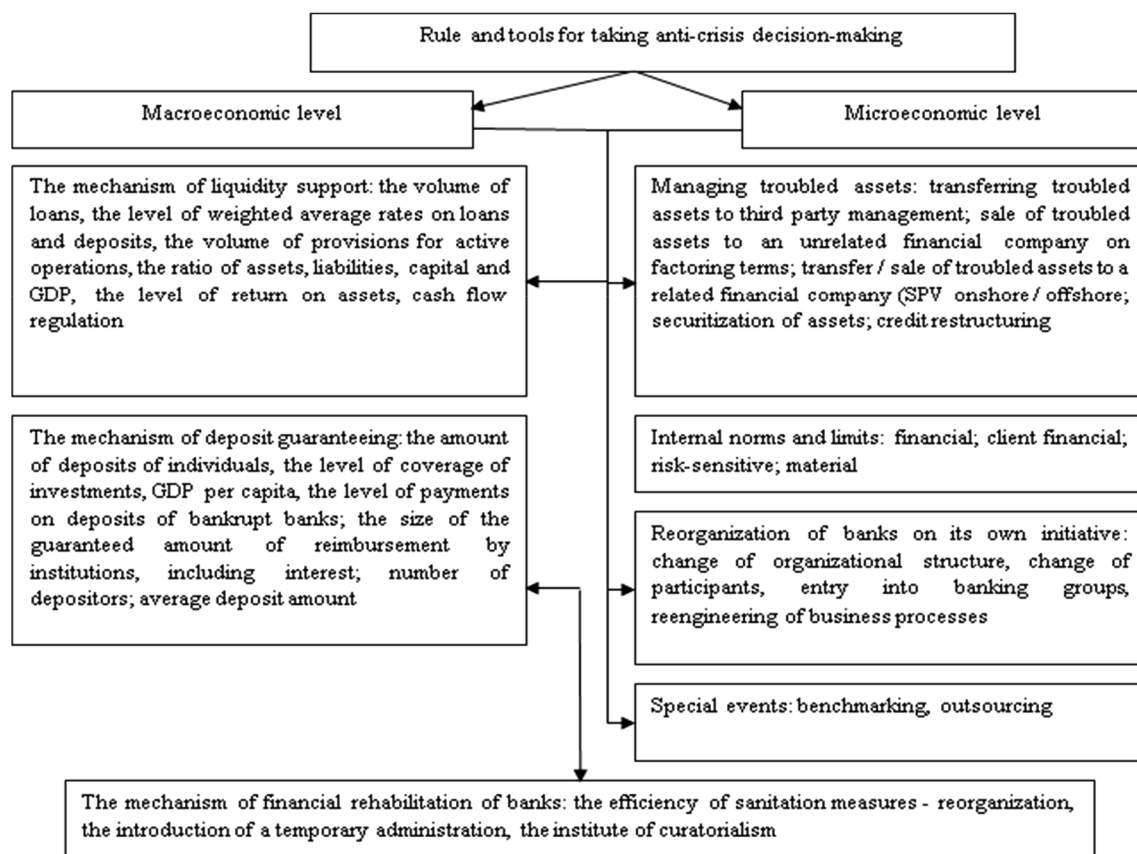 Rule and tools for taking anti-crisis decision-making
Macroeconomic level
Microeconomic level
The mechanism of liquidity support: the volume of
loans, the level of weighted average rates on loans
and deposits, the volume of provisions for active
operations, the ratio of assets, liabilities, capital and
GDP, the level of return on assets, cash flow
regulation
Managing troubled assets: transferring troubled
assets to third party management; sale of troubled
assets to an unrelated financial company on
factoring terms; transfer / sale of troubled assets to a
related financial company (SPV onshore / offshore;
securitization of assets; credit restructuring
The mechanism of deposit guaranteeing: the amount
of deposits of individuals, the level of coverage of
investments, GDP per capita, the level of payments
on deposits of bankrupt banks; the size of the
guaranteed amount of reimbursement by
institutions, including interest; number of
depositors; average deposit amount
Internal norms and limits: financial; client financial;
risk-sensitive; material
Reorganization of banks on its own initiative:
change of organizational structure, change of
participants, entry into banking groups,
reengineering of business processes
Special events: benchmarking, outsourcing
The mechanism of financial rehabilitation of banks: the efficiency of sanitation measures - reorganization,
the introduction of a temporary administration, the institute of curatorialism